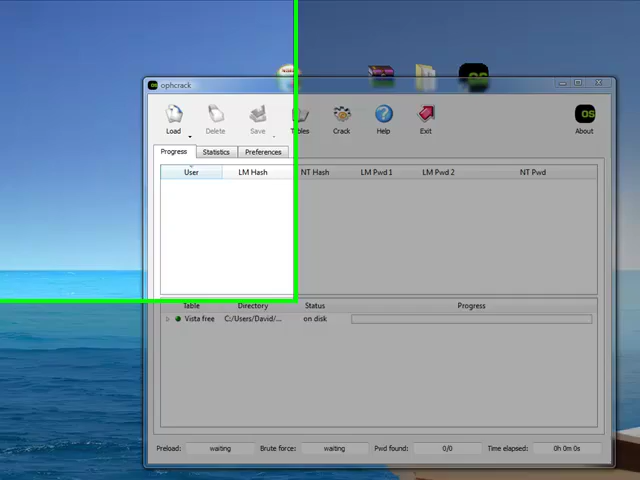 ophcrack
Load Delete Save Tables Crack Help Exit About
Progress Statistics Preferences
User LM Hash NT Hash LM Pwd 1 LM Pwd 2 NT Pwd
Table Directory Status Progress
Vista free C:/Users/David/... on disk
Preload: waiting Brute force: waiting Pwd found: 0/0 Time elapsed: 0h 0m 0s